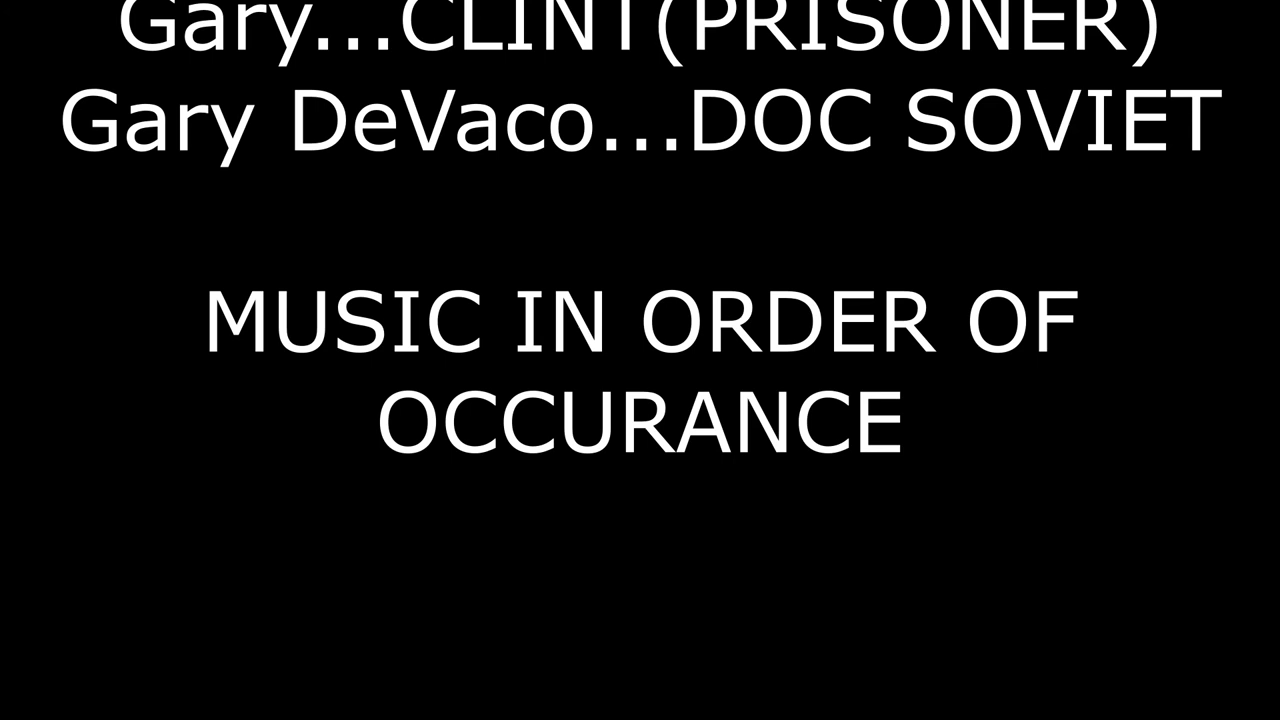 Gary...CLINT(PRISONER)
Gary DeVaco...DOC SOVIET
MUSIC IN ORDER OF
OCCURANCE